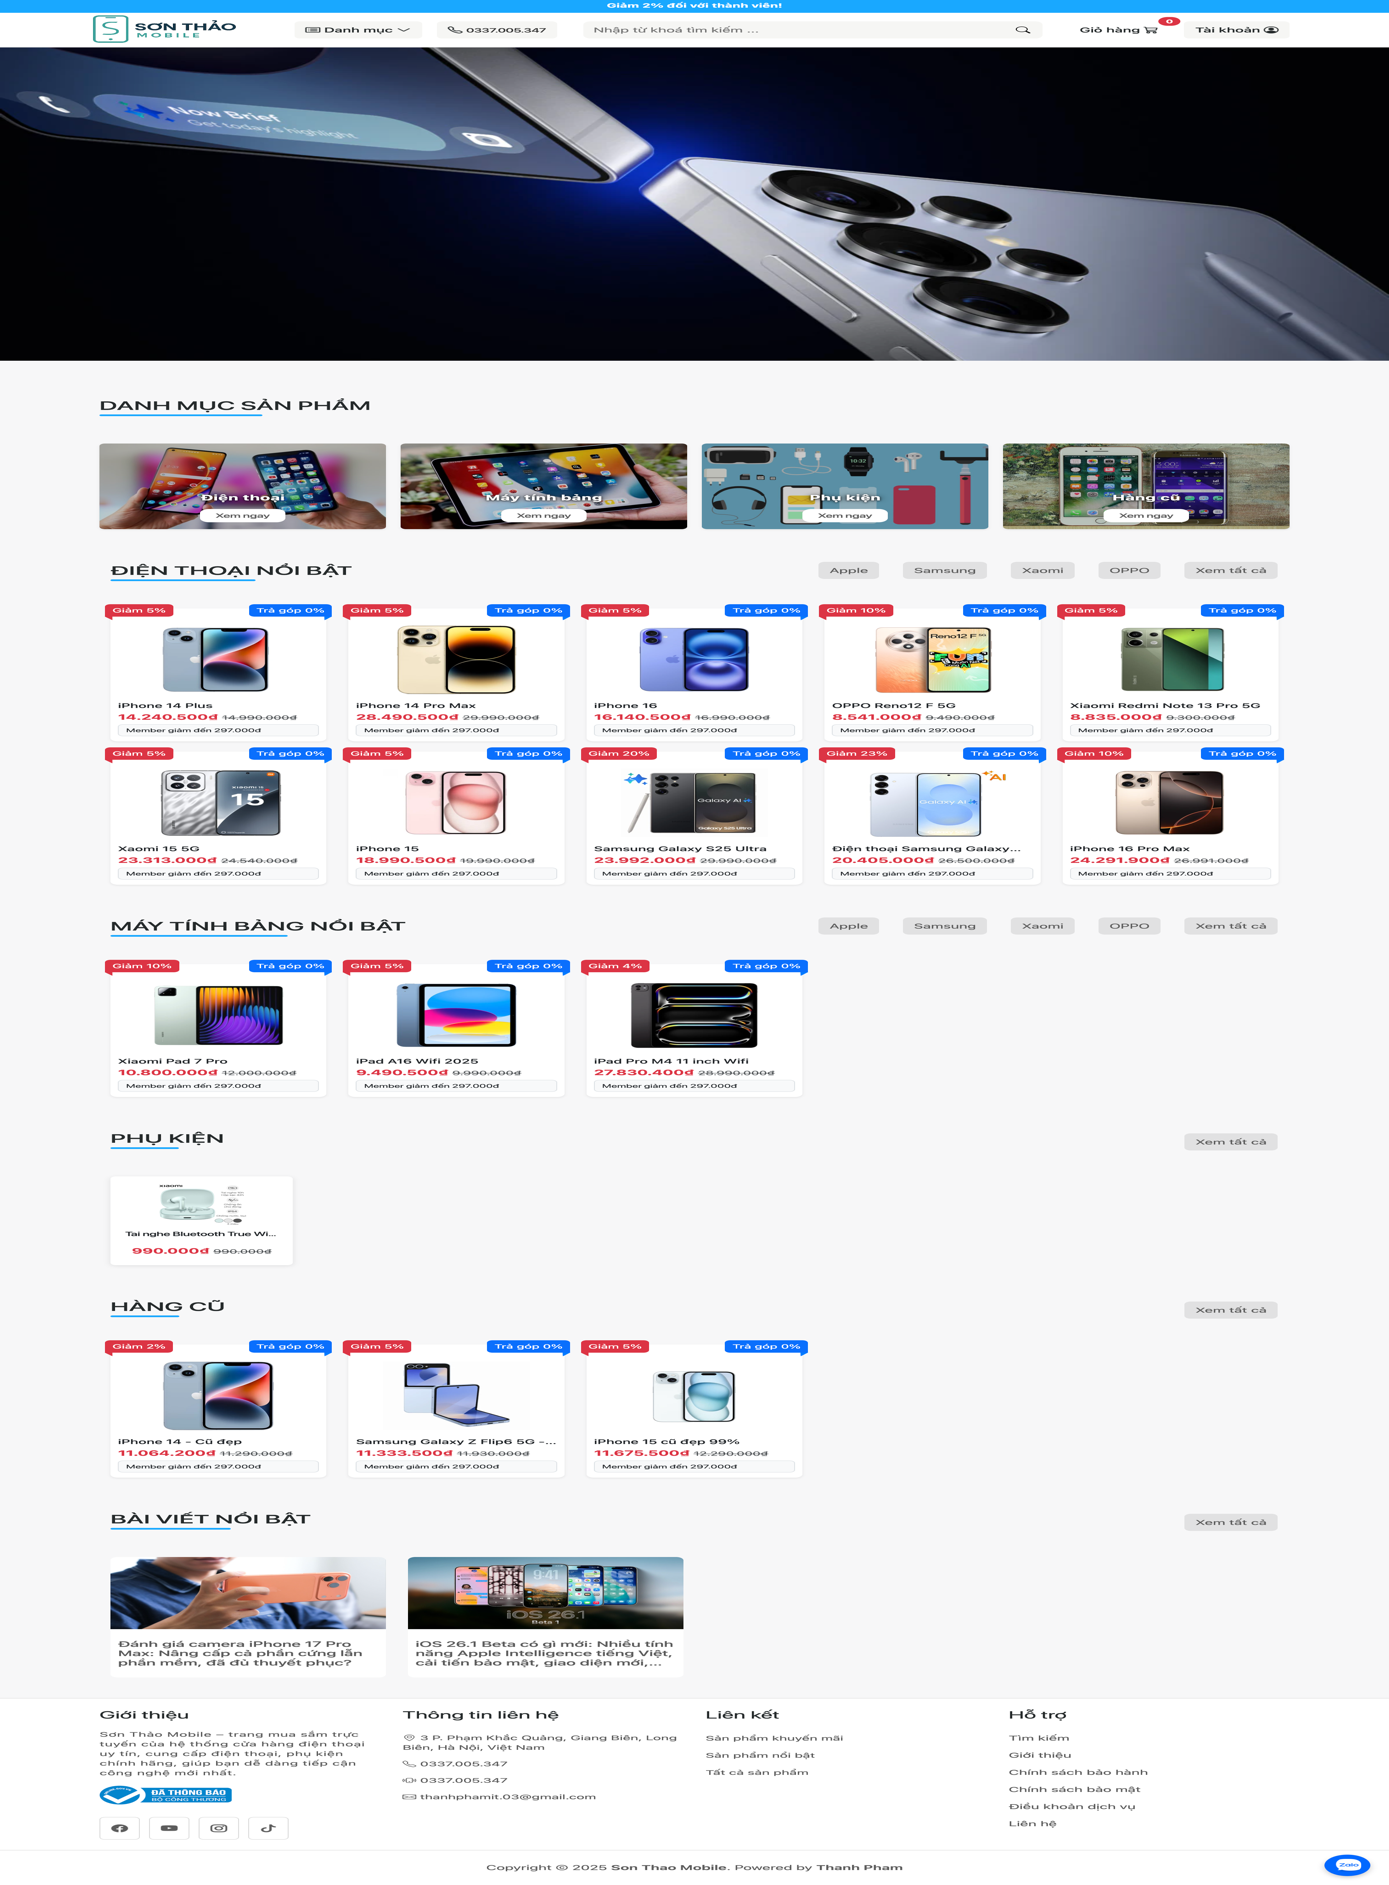 Giảm 2% đối với thành viên!
SƠN THẢO
MOBILE
Danh mục
0337.005.347
Nhập từ khoá tìm kiếm ...
Giỏ hàng
0
Tài khoản
Now Brief
Get today's highlight
DANH MỤC SẢN PHẨM
Điện thoại
Xem ngay
Máy tính bảng
Xem ngay
Phụ kiện
Xem ngay
Hàng cũ
Xem ngay
ĐIỆN THOẠI NỔI BẬT
Apple
Samsung
Xaomi
OPPO
Xem tất cả
Giảm 5%
Trả góp 0%
iPhone 14 Plus
14.240.500đ 14.990.000đ
Member giảm đến 297.000đ
Giảm 5%
Trả góp 0%
iPhone 14 Pro Max
28.490.500đ 29.990.000đ
Member giảm đến 297.000đ
Giảm 5%
Trả góp 0%
iPhone 16
16.140.500đ 16.990.000đ
Member giảm đến 297.000đ
Giảm 10%
Trả góp 0%
Reno12 F 5G
OPPO Reno12 F 5G
8.541.000đ 9.490.000đ
Member giảm đến 297.000đ
Giảm 5%
Trả góp 0%
Xiaomi Redmi Note 13 Pro 5G
8.835.000đ 9.300.000đ
Member giảm đến 297.000đ
Giảm 5%
Trả góp 0%
xiaomi 15
15
Xaomi 15 5G
23.313.000đ 24.540.000đ
Member giảm đến 297.000đ
Giảm 5%
Trả góp 0%
iPhone 15
18.990.500đ 19.990.000đ
Member giảm đến 297.000đ
Giảm 20%
Trả góp 0%
Galaxy AI
Galaxy S25 Ultra
Samsung Galaxy S25 Ultra
23.992.000đ 29.990.000đ
Member giảm đến 297.000đ
Giảm 23%
Trả góp 0%
AI
Galaxy AI
Điện thoại Samsung Galaxy...
20.405.000đ 26.500.000đ
Member giảm đến 297.000đ
Giảm 10%
Trả góp 0%
iPhone 16 Pro Max
24.291.900đ 26.991.000đ
Member giảm đến 297.000đ
MÁY TÍNH BẢNG NỔI BẬT
Apple
Samsung
Xaomi
OPPO
Xem tất cả
Giảm 10%
Trả góp 0%
Xiaomi Pad 7 Pro
10.800.000đ 12.000.000đ
Member giảm đến 297.000đ
Giảm 5%
Trả góp 0%
iPad A16 Wifi 2025
9.490.500đ 9.990.000đ
Member giảm đến 297.000đ
Giảm 4%
Trả góp 0%
iPad Pro M4 11 inch Wifi
27.830.400đ 28.990.000đ
Member giảm đến 297.000đ
PHỤ KIỆN
Xem tất cả
xiaomi
Tai nghe Bluetooth True Wi...
990.000đ 990.000đ
HÀNG CŨ
Xem tất cả
Giảm 2%
Trả góp 0%
iPhone 14 - Cũ đẹp
11.064.200đ 11.290.000đ
Member giảm đến 297.000đ
Giảm 5%
Trả góp 0%
Samsung Galaxy Z Flip6 5G -...
11.333.500đ 11.930.000đ
Member giảm đến 297.000đ
Giảm 5%
Trả góp 0%
iPhone 15 cũ đẹp 99%
11.675.500đ 12.290.000đ
Member giảm đến 297.000đ
BÀI VIẾT NỔI BẬT
Xem tất cả
Đánh giá camera iPhone 17 Pro
Max: Nâng cấp cả phần cứng lẫn
phần mềm, đã đủ thuyết phục?
9:41
iOS 26.1
Beta 1
iOS 26.1 Beta có gì mới: Nhiều tính
năng Apple Intelligence tiếng Việt,
cải tiến bảo mật, giao diện mới,...
Giới thiệu
Sơn Thảo Mobile – trang mua sắm trực
tuyến của hệ thống cửa hàng điện thoại
uy tín, cung cấp điện thoại, phụ kiện
chính hãng, giúp bạn dễ dàng tiếp cận
công nghệ mới nhất.
ĐÃ THÔNG BÁO
BỘ CÔNG THƯƠNG
Thông tin liên hệ
3 P. Phạm Khắc Quảng, Giang Biên, Long
Biên, Hà Nội, Việt Nam
0337.005.347
0337.005.347
thanhphamit.03@gmail.com
Liên kết
Sản phẩm khuyến mãi
Sản phẩm nổi bật
Tất cả sản phẩm
Hỗ trợ
Tìm kiếm
Giới thiệu
Chính sách bảo hành
Chính sách bảo mật
Điều khoản dịch vụ
Liên hệ
Copyright © 2025 Son Thao Mobile. Powered by Thanh Pham
Zalo